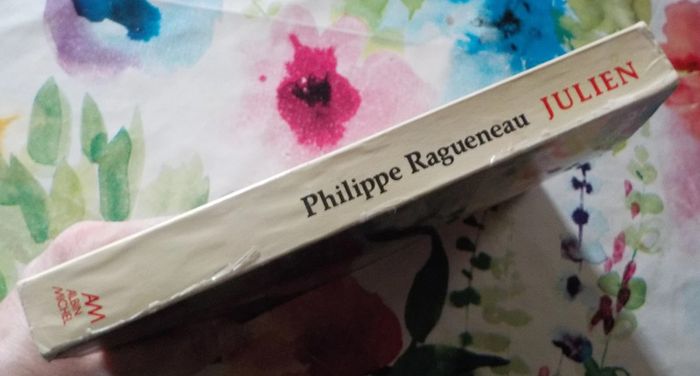 Philippe Ragueneau JULIEN
AM
ALBIN
MICHEL